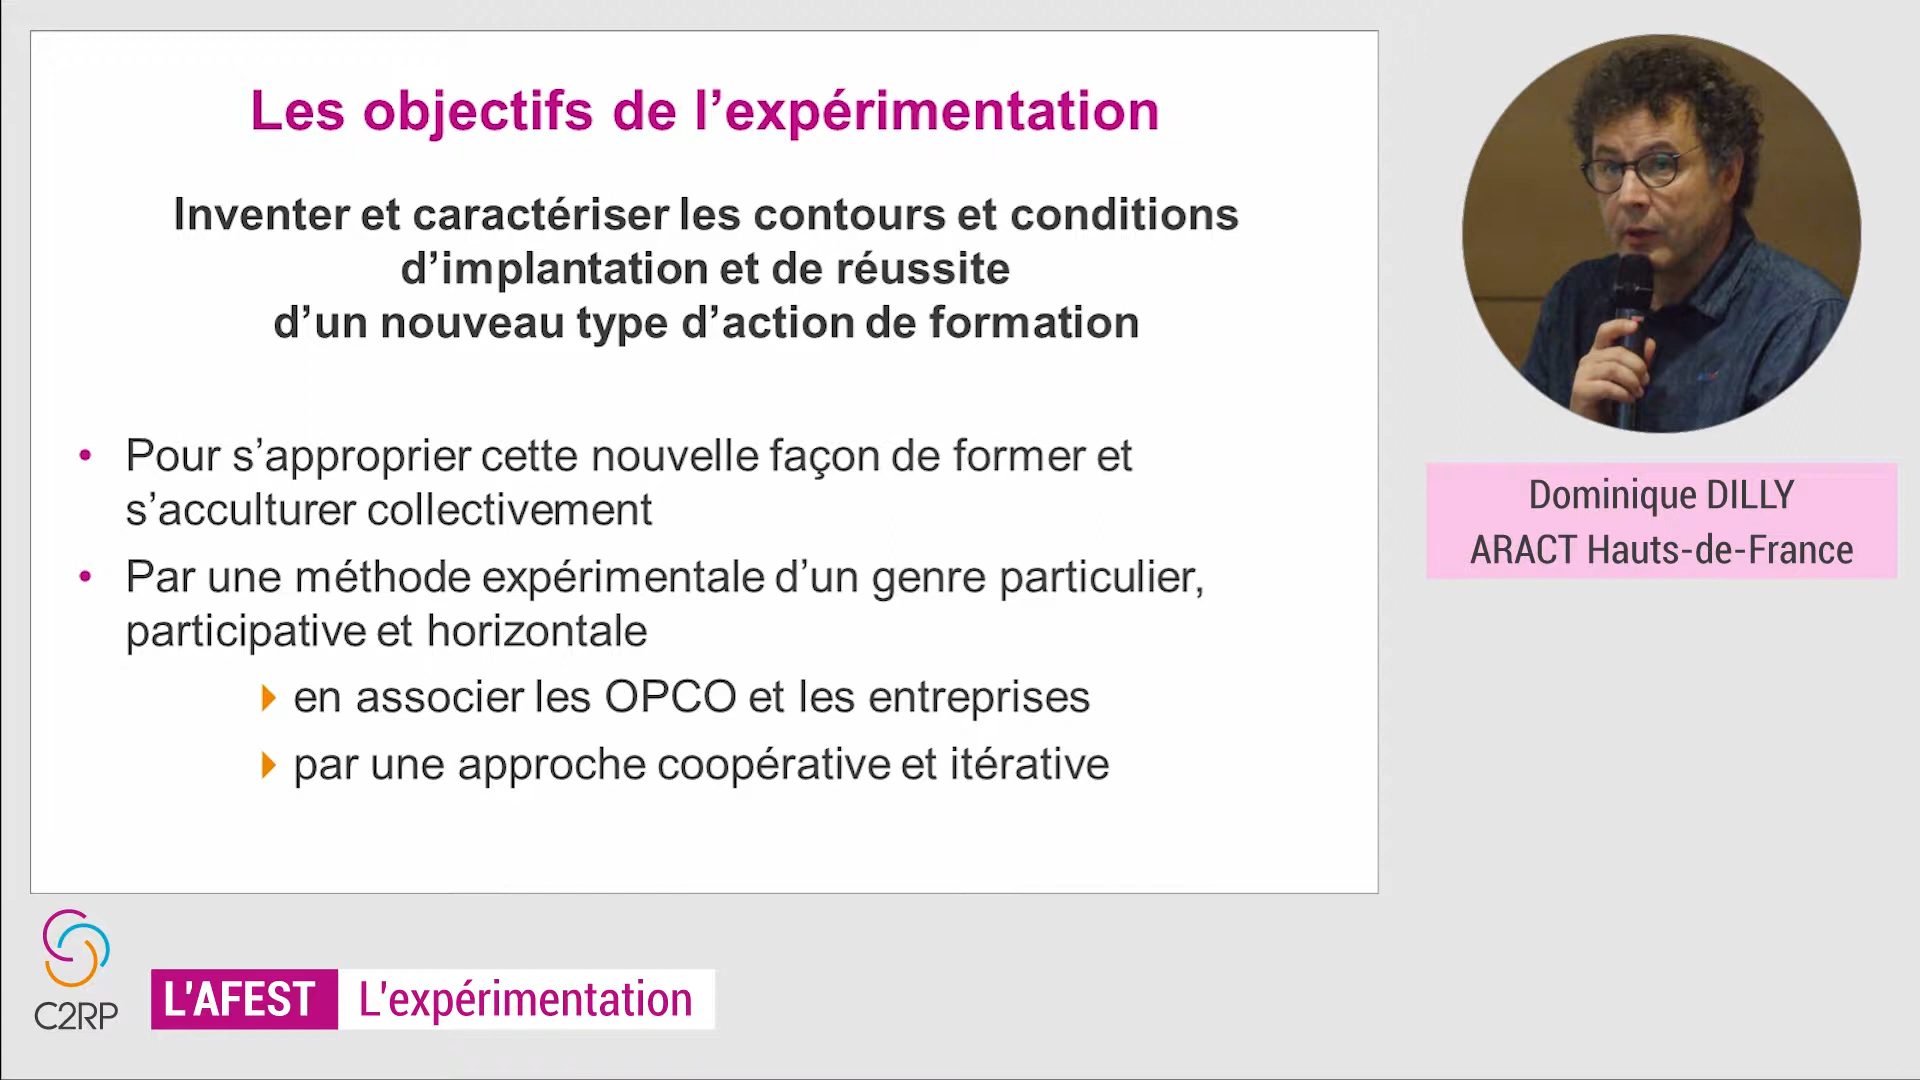 Les objectifs de l’expérimentation
Inventer et caractériser les contours et conditions
d’implantation et de réussite
d’un nouveau type d’action de formation
• Pour s’approprier cette nouvelle façon de former et
s’acculturer collectivement
• Par une méthode expérimentale d’un genre particulier,
participative et horizontale
en associer les OPCO et les entreprises
par une approche coopérative et itérative
Dominique DILLY
ARACT Hauts-de-France
C2RP
L'AFEST L'expérimentation